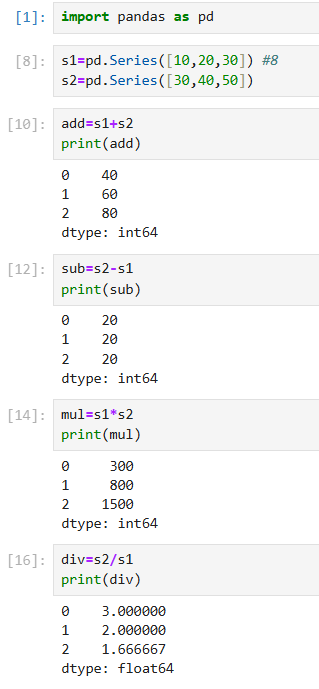 [1]: import pandas as pd
[8]: s1=pd.Series([10,20,30]) #8
s2=pd.Series([30,40,50])
[10]: add=s1+s2
print(add)
0    40
1    60
2    80
dtype: int64
[12]: sub=s2-s1
print(sub)
0    20
1    20
2    20
dtype: int64
[14]: mul=s1*s2
print(mul)
0     300
1     800
2    1500
dtype: int64
[16]: div=s2/s1
print(div)
0    3.000000
1    2.000000
2    1.666667
dtype: float64